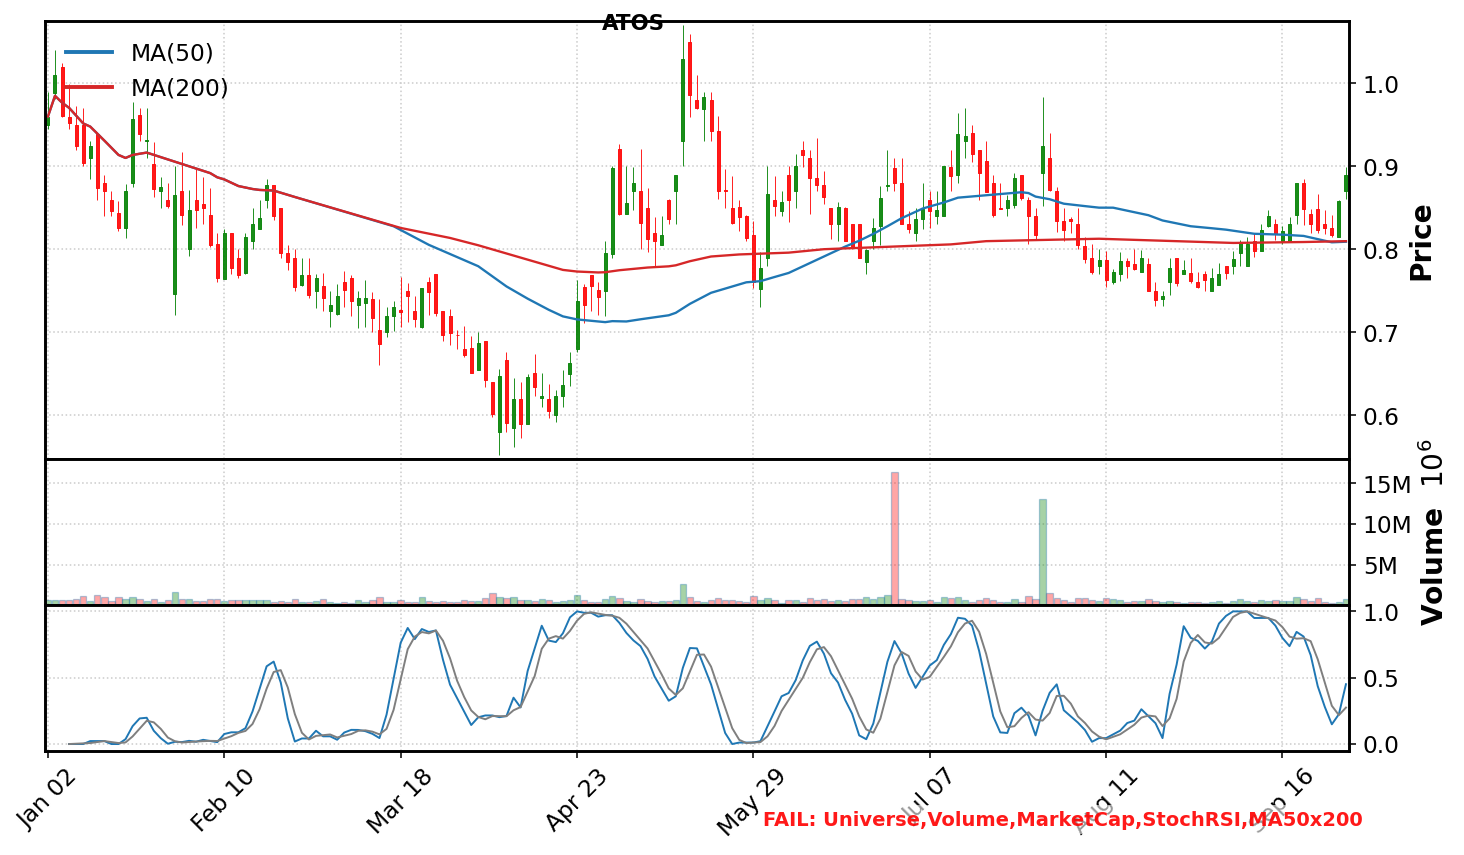 ATOS
MA(50)
MA(200)
1.0
0.9
0.8
0.7
0.6
Price
15M
10M
5M
Volume 10⁶
1.0
0.5
0.0
Jan 02
Feb 10
Mar 18
Apr 23
May 29
Jul 07
Aug 11
Sep 16
FAIL: Universe,Volume,MarketCap,StochRSI,MA50x200